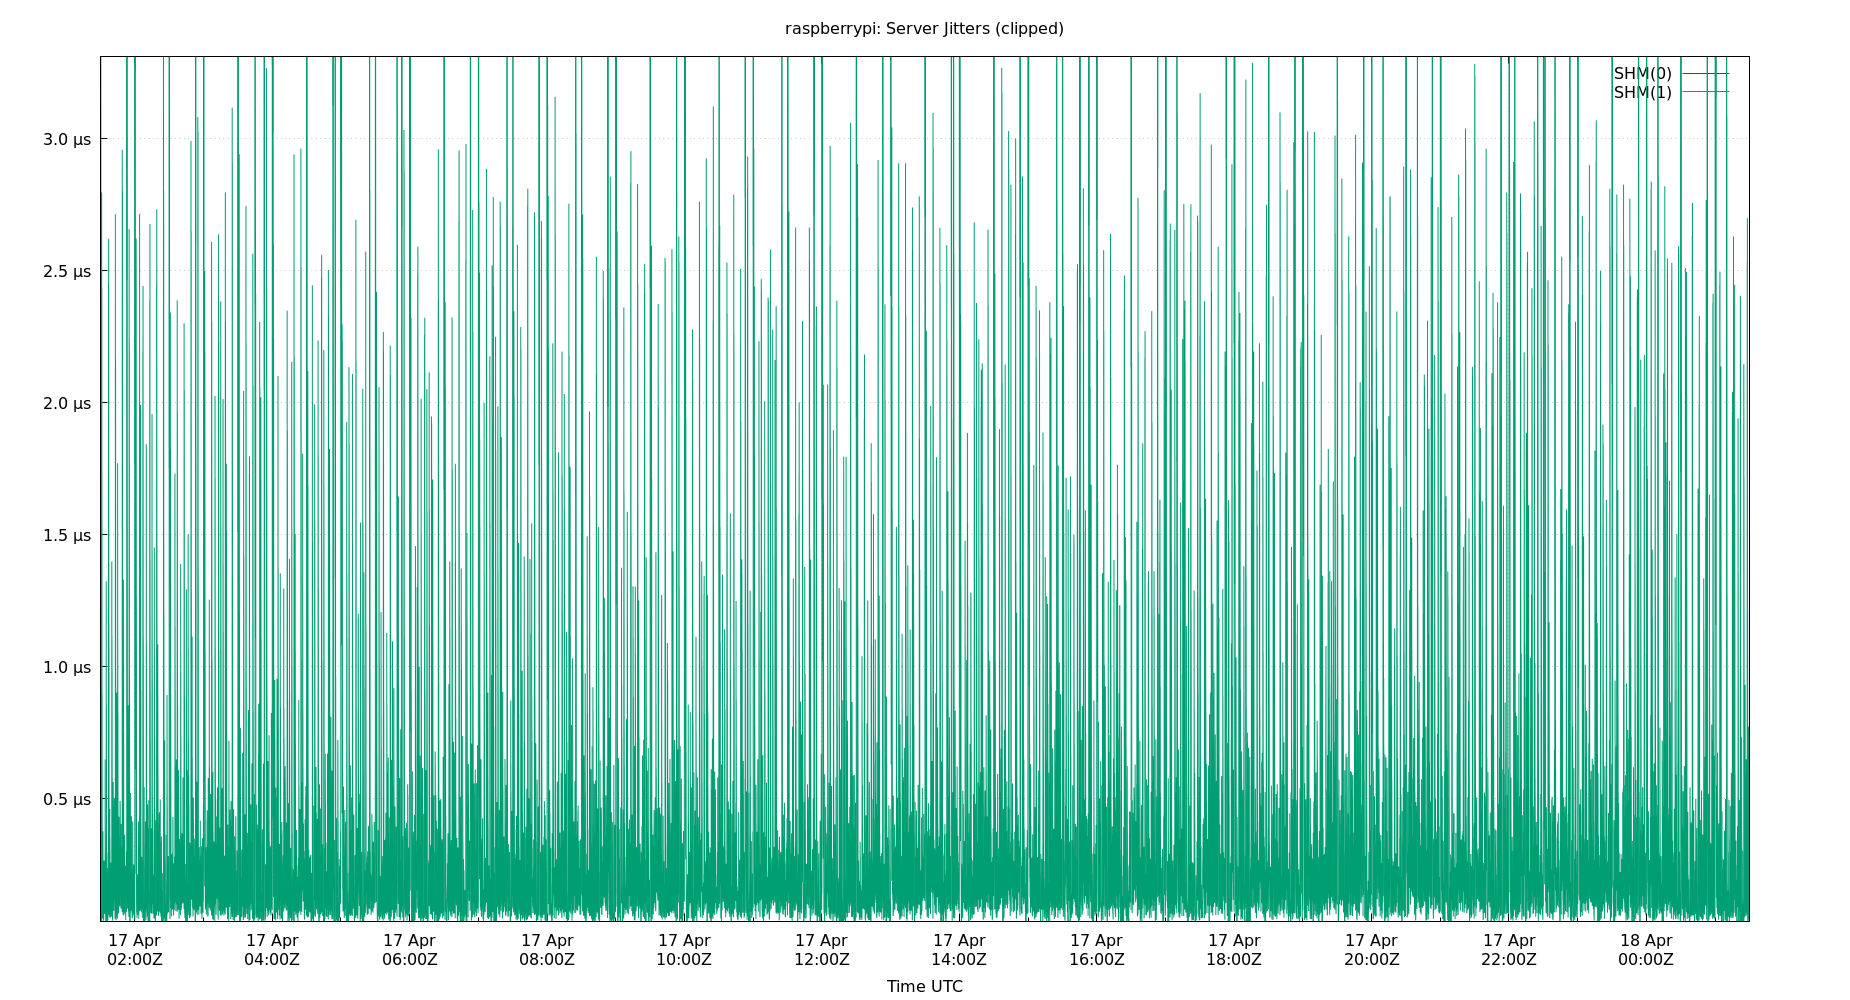 raspberrypi: Server Jitters (clipped)
SHM(0)
SHM(1)
3.0 µs
2.5 µs
2.0 µs
1.5 µs
1.0 µs
0.5 µs
17 Apr 17 Apr 17 Apr 17 Apr 17 Apr 17 Apr 17 Apr 17 Apr 17 Apr 17 Apr 17 Apr 18 Apr
02:00Z 04:00Z 06:00Z 08:00Z 10:00Z 12:00Z 14:00Z 16:00Z 18:00Z 20:00Z 22:00Z 00:00Z
Time UTC